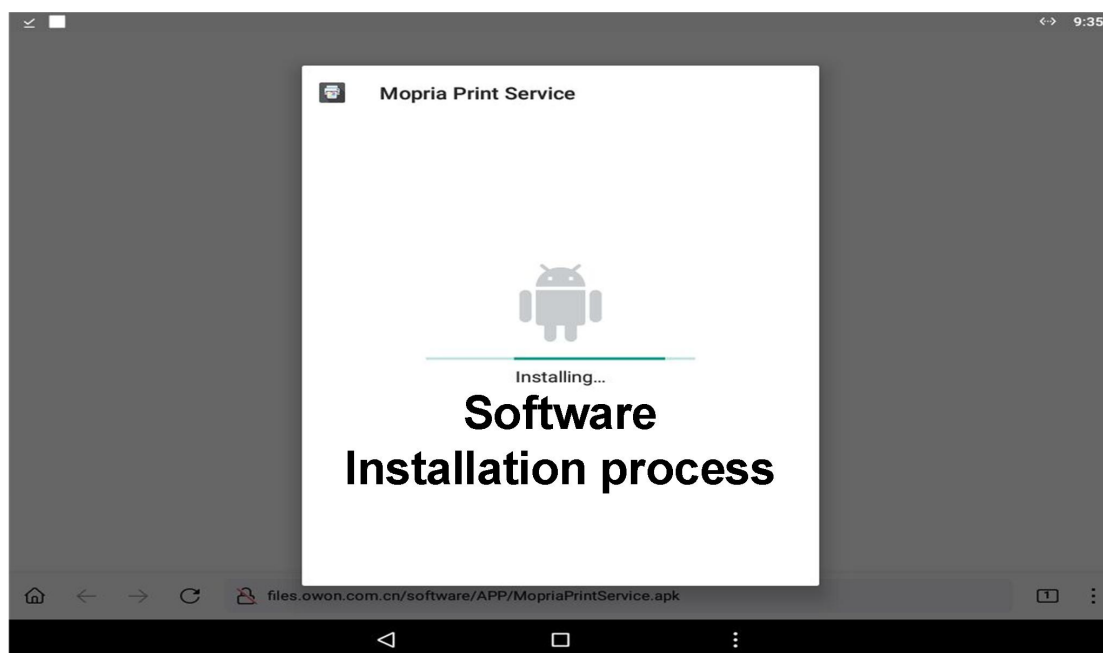 9:35
Mopria Print Service
Installing...
Software
Installation process
files.owon.com.cn/software/APP/MopriaPrintService.apk
1